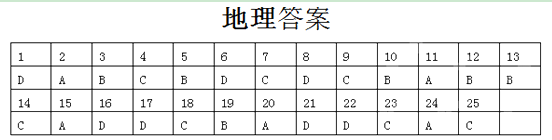 地理答案
1 2 3 4 5 6 7 8 9 10 11 12 13
D A B C B D C D C B A B B
14 15 16 17 18 19 20 21 22 23 24 25
C A D D C B A D D C A C